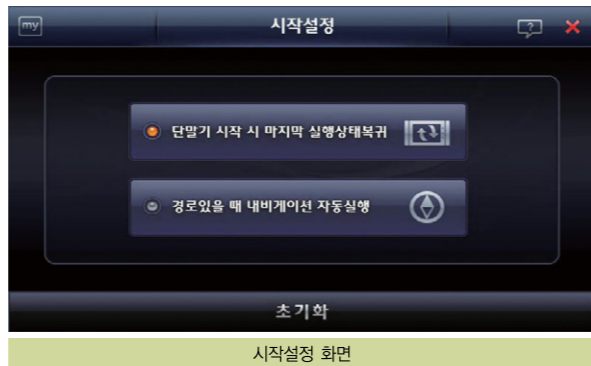 my
시작설정
?
단말기 시작 시 마지막 실행상태복귀
경로있을 때 내비게이션 자동실행
초기화
시작설정 화면